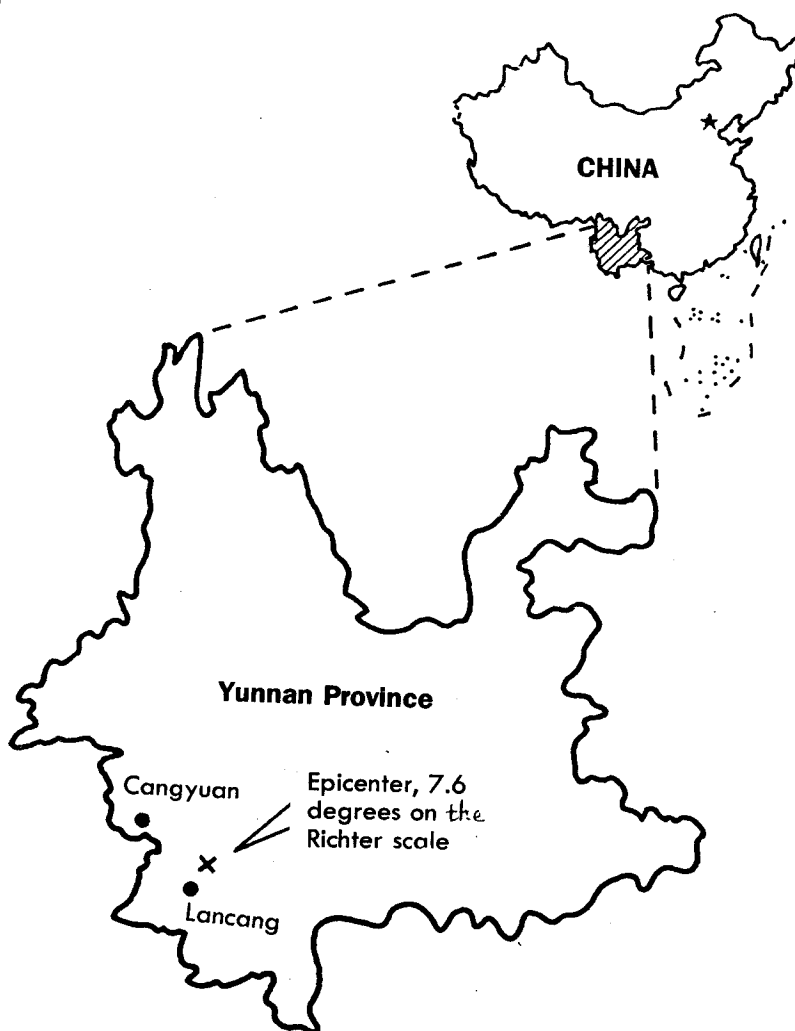 CHINA
Yunnan Province
Cangyuan
Epicenter, 7.6
degrees on the
Richter scale
Lancang